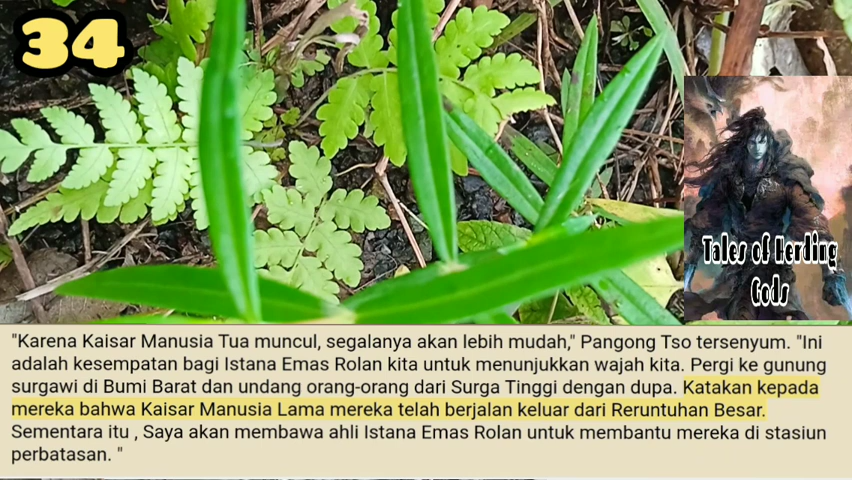 34
Tales of Herding
Gods
"Karena Kaisar Manusia Tua muncul, segalanya akan lebih mudah," Pangong Tso tersenyum. "Ini
adalah kesempatan bagi Istana Emas Rolan kita untuk menunjukkan wajah kita. Pergi ke gunung
surgawi di Bumi Barat dan undang orang-orang dari Surga Tinggi dengan dupa. Katakan kepada
mereka bahwa Kaisar Manusia Lama mereka telah berjalan keluar dari Reruntuhan Besar.
Sementara itu , Saya akan membawa ahli Istana Emas Rolan untuk membantu mereka di stasiun
perbatasan. "